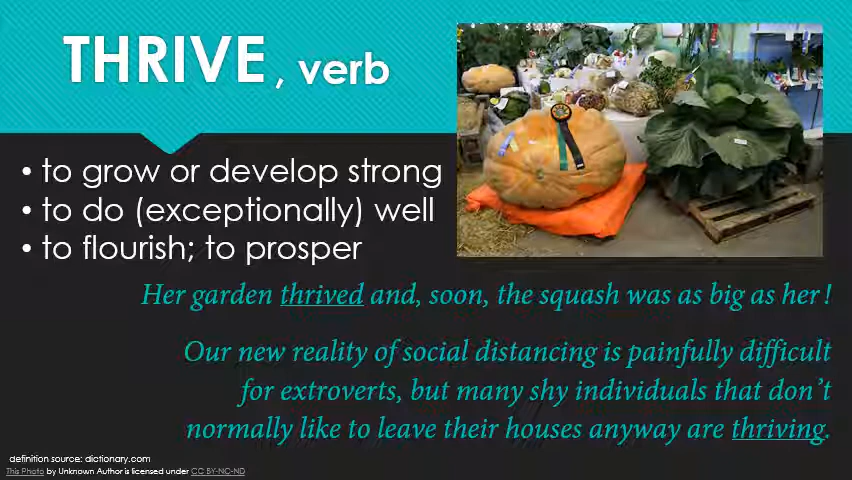 THRIVE , verb
• to grow or develop strong
• to do (exceptionally) well
• to flourish; to prosper
Her garden thrived and, soon, the squash was as big as her!
Our new reality of social distancing is painfully difficult
for extroverts, but many shy individuals that don't
normally like to leave their houses anyway are thriving.
definition source: dictionary.com
This Photo by Unknown Author is licensed under CC BY-NC-ND